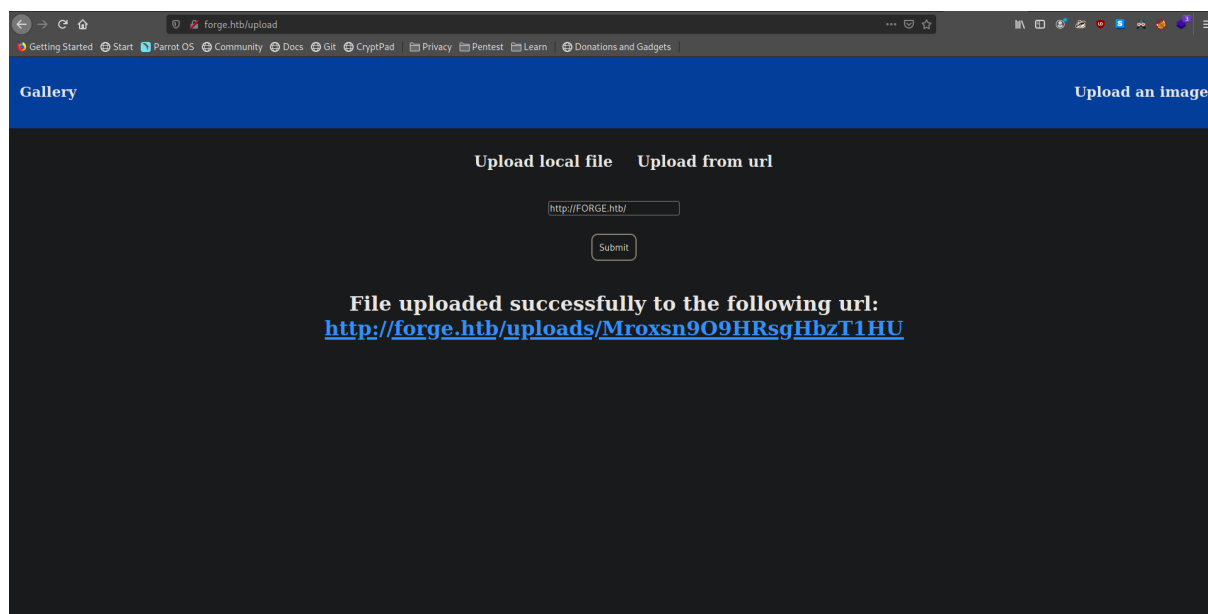 forge.htb/upload
Getting Started Start Parrot OS Community Docs Git CryptPad Privacy Pentest Learn Donations and Gadgets
Gallery Upload an image
Upload local file Upload from url
http://FORGE.htb/
Submit
File uploaded successfully to the following url:
http://forge.htb/uploads/Mroxsn9O9HRsgHbzT1HU